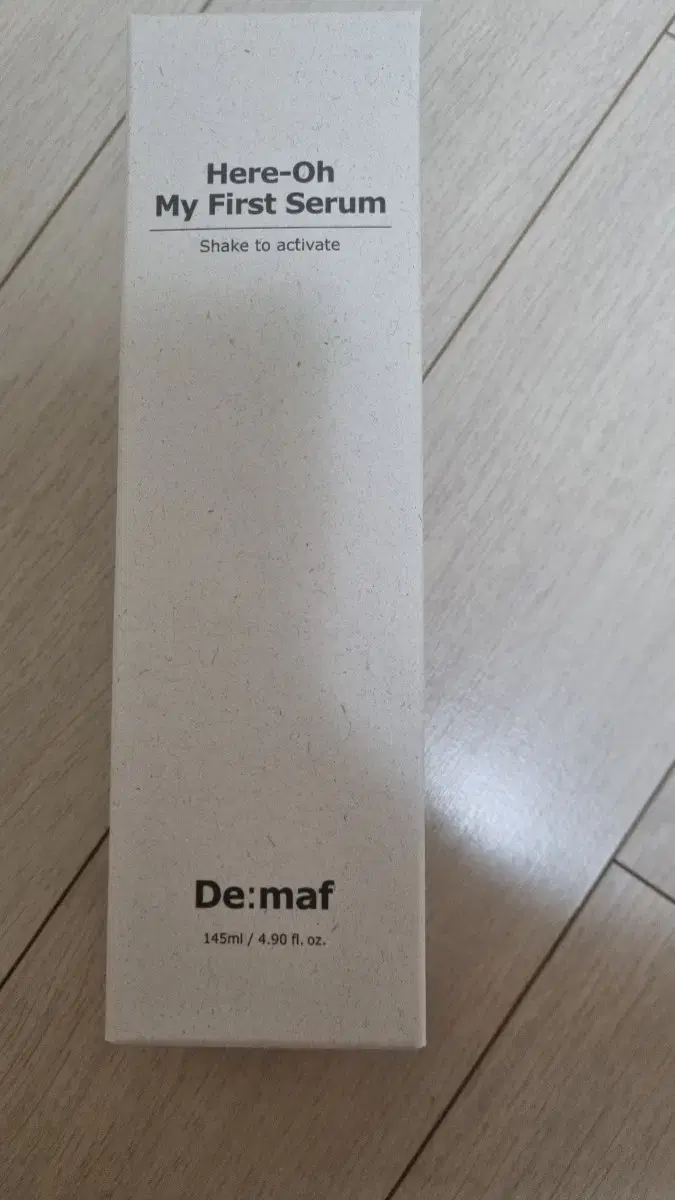 Here-Oh
My First Serum
Shake to activate
De:maf
145ml / 4.90 fl. oz.